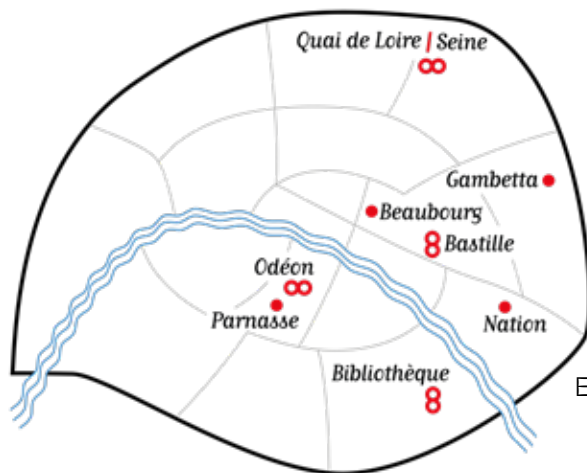 Quai de Loire / Seine
Gambetta
Beaubourg
Bastille
Odéon
Parnasse
Nation
Bibliothèque
E